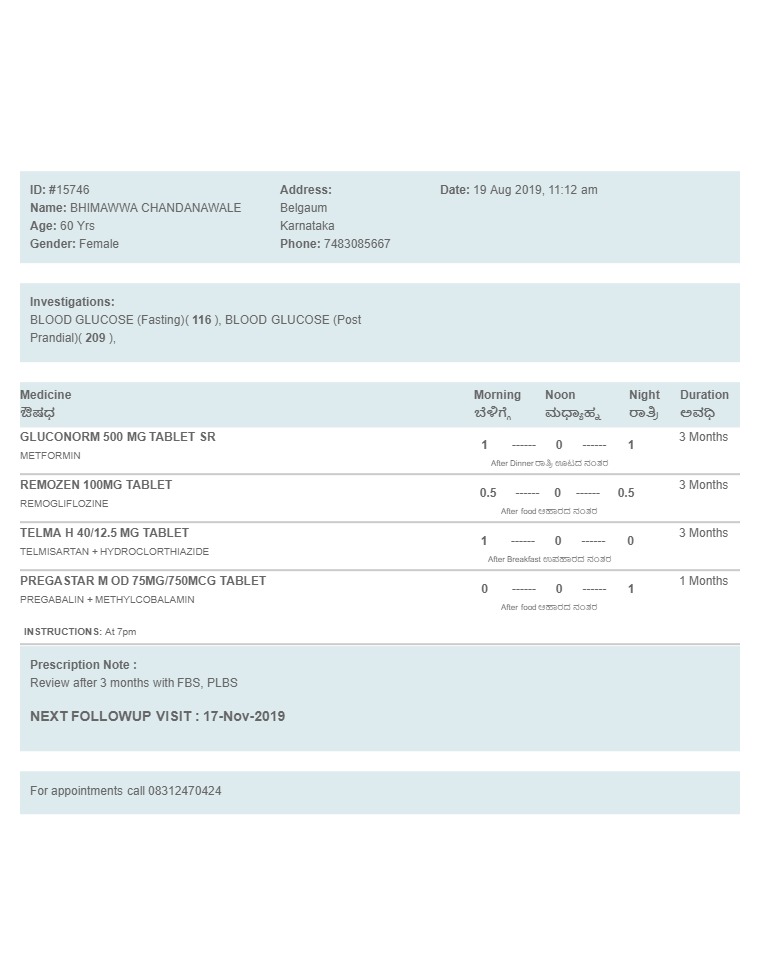 ID: #15746
Name: BHIMAWWA CHANDANAWALE
Age: 60 Yrs
Gender: Female
Address:
Belgaum
Karnataka
Phone: 7483085667
Date: 19 Aug 2019, 11:12 am
Investigations:
BLOOD GLUCOSE (Fasting)( 116 ), BLOOD GLUCOSE (Post
Prandial)( 209 ),
Medicine Morning Noon Night Duration
ಔಷಧ ಬೆಳಿಗ್ಗೆ ಮಧ್ಯಾಹ್ನ ರಾತ್ರಿ ಅವಧಿ
GLUCONORM 500 MG TABLET SR 1 ------ 0 ------ 1 3 Months
METFORMIN
After Dinner ರಾತ್ರಿ ಊಟದ ನಂತರ
REMOZEN 100MG TABLET 0.5 ------ 0 ------ 0.5 3 Months
REMOGLIFLOZINE
After food ಆಹಾರದ ನಂತರ
TELMA H 40/12.5 MG TABLET 1 ------ 0 ------ 0 3 Months
TELMISARTAN + HYDROCLORTHIAZIDE
After Breakfast ಉಪಹಾರದ ನಂತರ
PREGASTAR M OD 75MG/750MCG TABLET 0 ------ 0 ------ 1 1 Months
PREGABALIN + METHYLCOBALAMIN
After food ಆಹಾರದ ನಂತರ
INSTRUCTIONS: At 7pm
Prescription Note :
Review after 3 months with FBS, PLBS
NEXT FOLLOWUP VISIT : 17-Nov-2019
For appointments call 08312470424